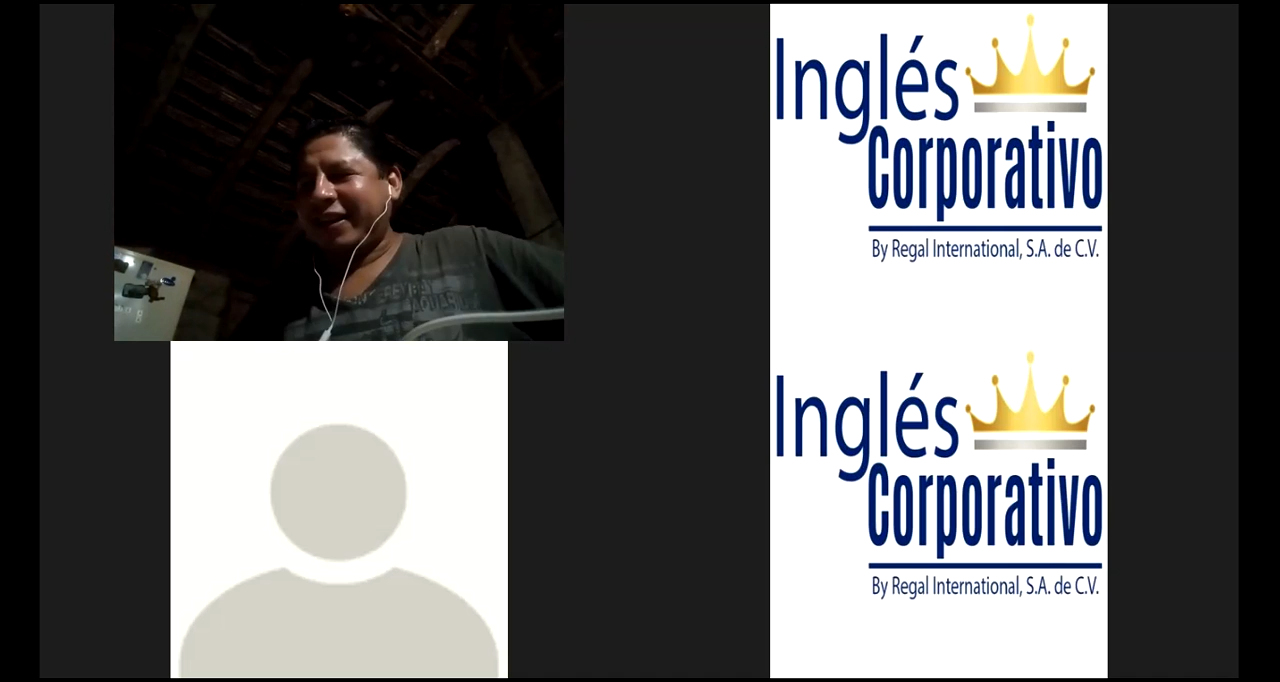 Inglés
Corporativo
By Regal International, S.A. de C.V.
Inglés
Corporativo
By Regal International, S.A. de C.V.